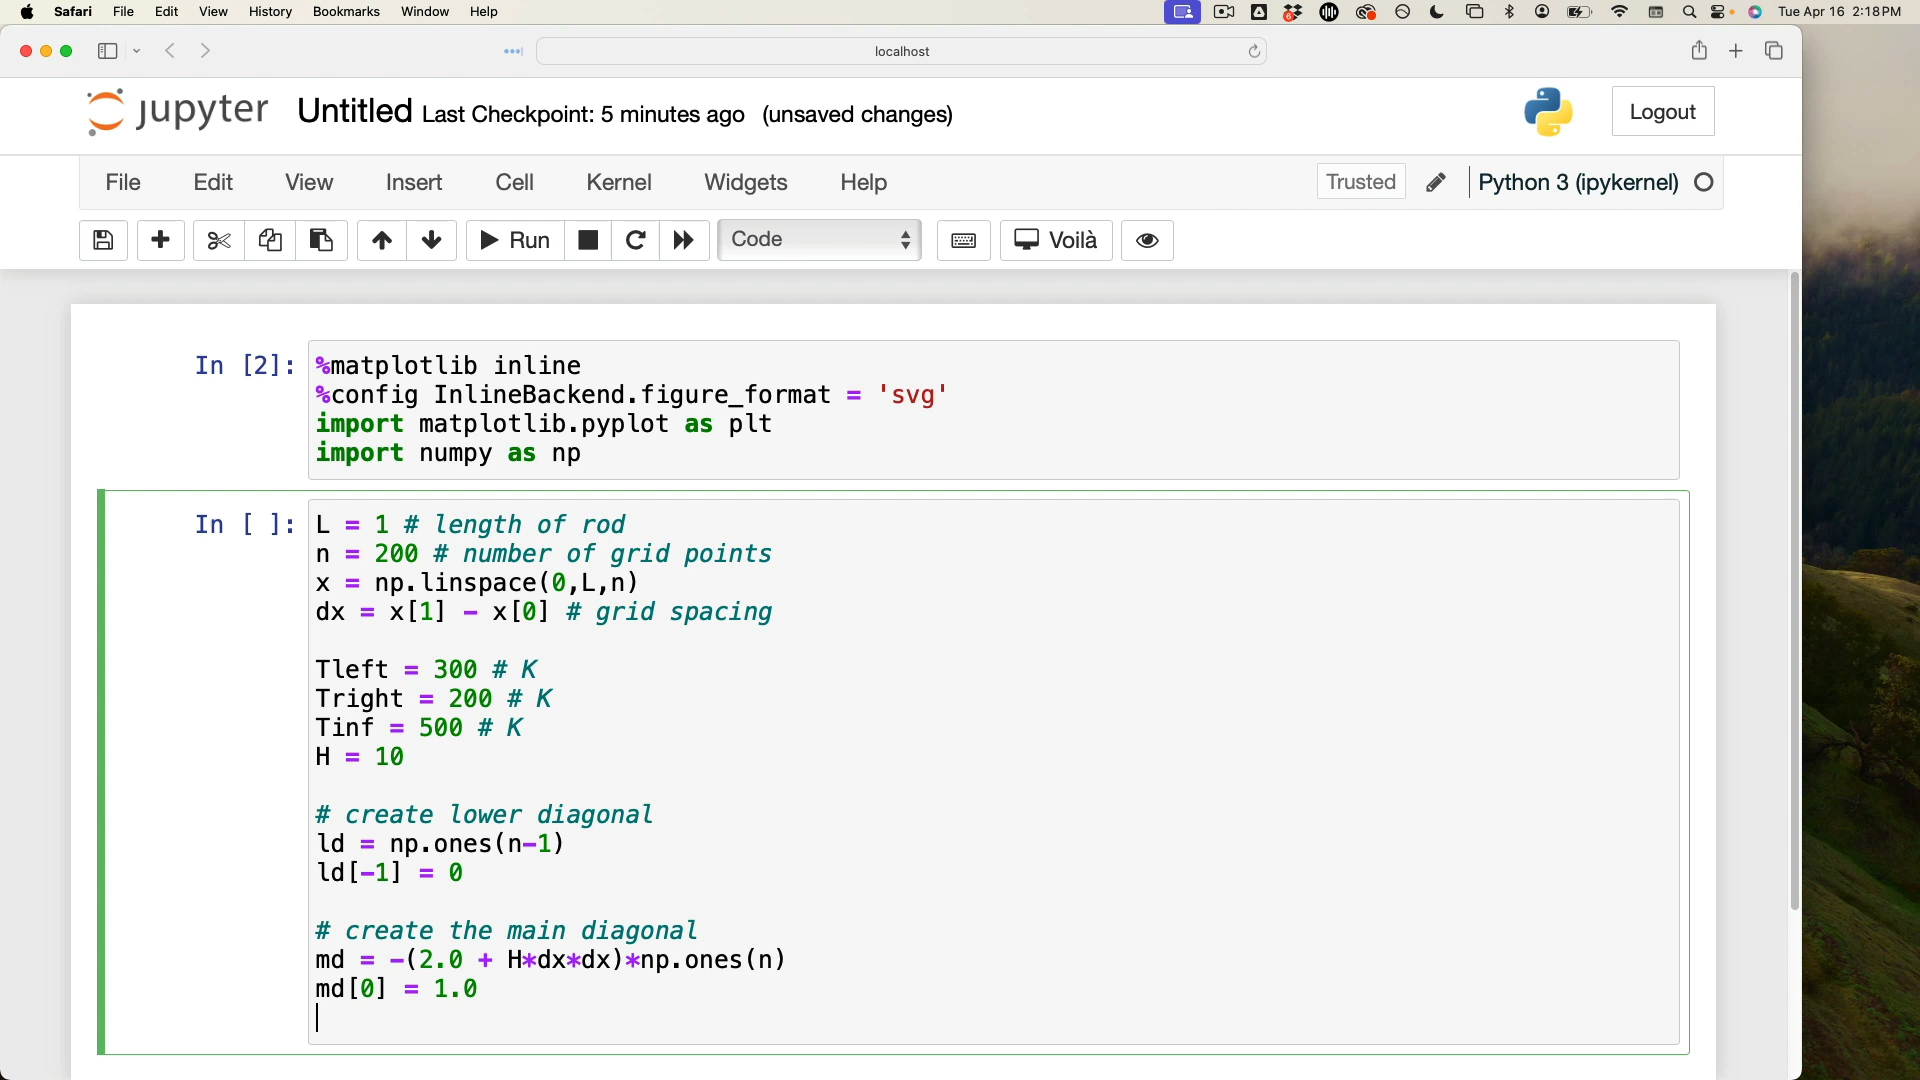 Safari File Edit View History Bookmarks Window Help Tue Apr 16 2:18 PM
localhost
jupyter Untitled Last Checkpoint: 5 minutes ago (unsaved changes) Logout
File Edit View Insert Cell Kernel Widgets Help Trusted Python 3 (ipykernel)
Run Code Voilà
In [2]: %matplotlib inline
%config InlineBackend.figure_format = 'svg'
import matplotlib.pyplot as plt
import numpy as np
In [ ]: L = 1 # length of rod
n = 200 # number of grid points
x = np.linspace(0,L,n)
dx = x[1] - x[0] # grid spacing
Tleft = 300 # K
Tright = 200 # K
Tinf = 500 # K
H = 10
# create lower diagonal
ld = np.ones(n-1)
ld[-1] = 0
# create the main diagonal
md = -(2.0 + H*dx*dx)*np.ones(n)
md[0] = 1.0